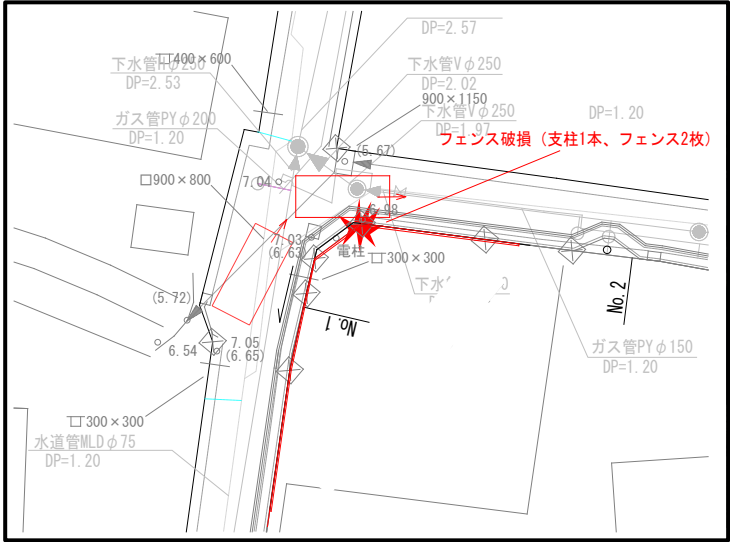 DP=2.57
⊓400×600
下水管Hφ250
DP=2.53
下水管Vφ250
DP=2.02
900×1150
下水管Vφ250
DP=1.97
DP=1.20
ガス管PYφ200
DP=1.20
フェンス破損（支柱1本、フェンス2枚）
(5.67)
□900×800
7.04
6.98
7.03
(6.63)
電柱
⊓300×300
下水
(5.72)
No.1
No.2
7.05
(6.65)
6.54
ガス管PYφ150
DP=1.20
⊓300×300
水道管MLDφ75
DP=1.20